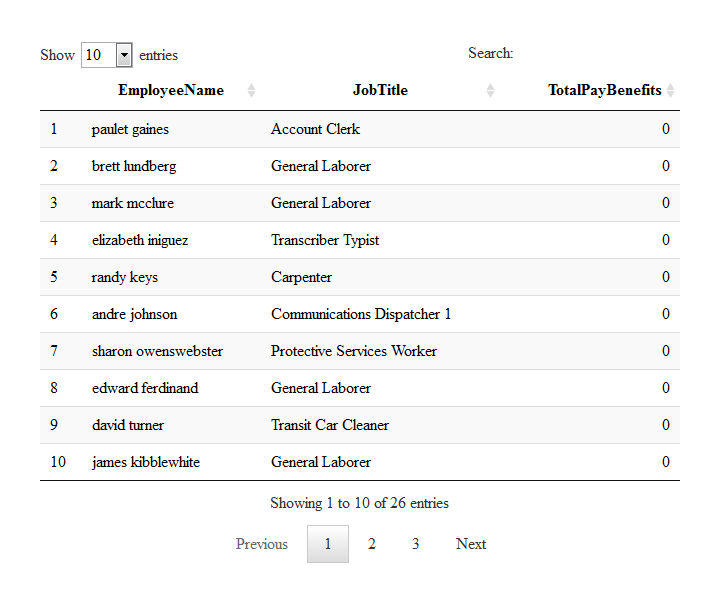 Show 10 entries Search:
EmployeeName JobTitle TotalPayBenefits
1 paulet gaines Account Clerk 0
2 brett lundberg General Laborer 0
3 mark mcclure General Laborer 0
4 elizabeth iniguez Transcriber Typist 0
5 randy keys Carpenter 0
6 andre johnson Communications Dispatcher 1 0
7 sharon owenswebster Protective Services Worker 0
8 edward ferdinand General Laborer 0
9 david turner Transit Car Cleaner 0
10 james kibblewhite General Laborer 0
Showing 1 to 10 of 26 entries
Previous 1 2 3 Next